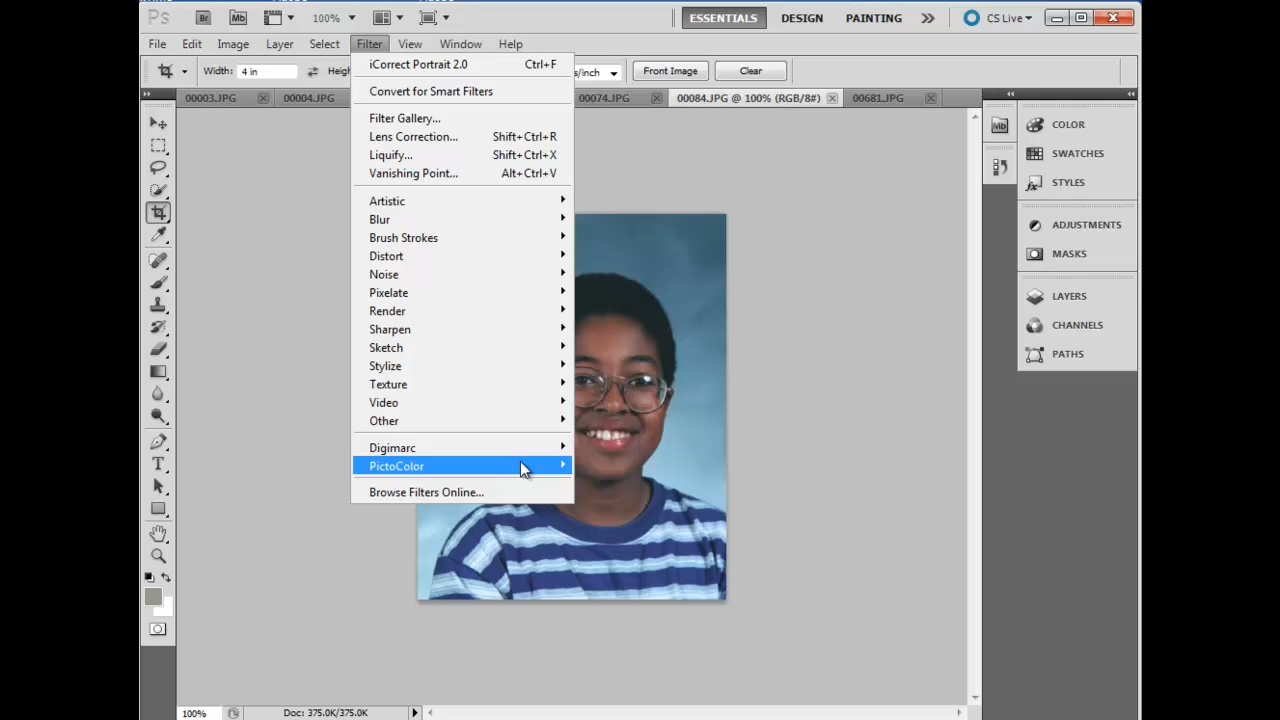 Ps Br Mb 100% ESSENTIALS DESIGN PAINTING CS Live
File Edit Image Layer Select Filter View Window Help
Width: 4 in Heigh s/inch Front Image Clear
00003.JPG 00004.JPG 00074.JPG 00084.JPG @ 100% (RGB/8#) 00681.JPG
iCorrect Portrait 2.0 Ctrl+F
Convert for Smart Filters
Filter Gallery...
Lens Correction... Shift+Ctrl+R
Liquify... Shift+Ctrl+X
Vanishing Point... Alt+Ctrl+V
Artistic
Blur
Brush Strokes
Distort
Noise
Pixelate
Render
Sharpen
Sketch
Stylize
Texture
Video
Other
Digimarc
PictoColor
Browse Filters Online...
Mb
COLOR
SWATCHES
STYLES
ADJUSTMENTS
MASKS
LAYERS
CHANNELS
PATHS
T
100% Doc: 375.0K/375.0K